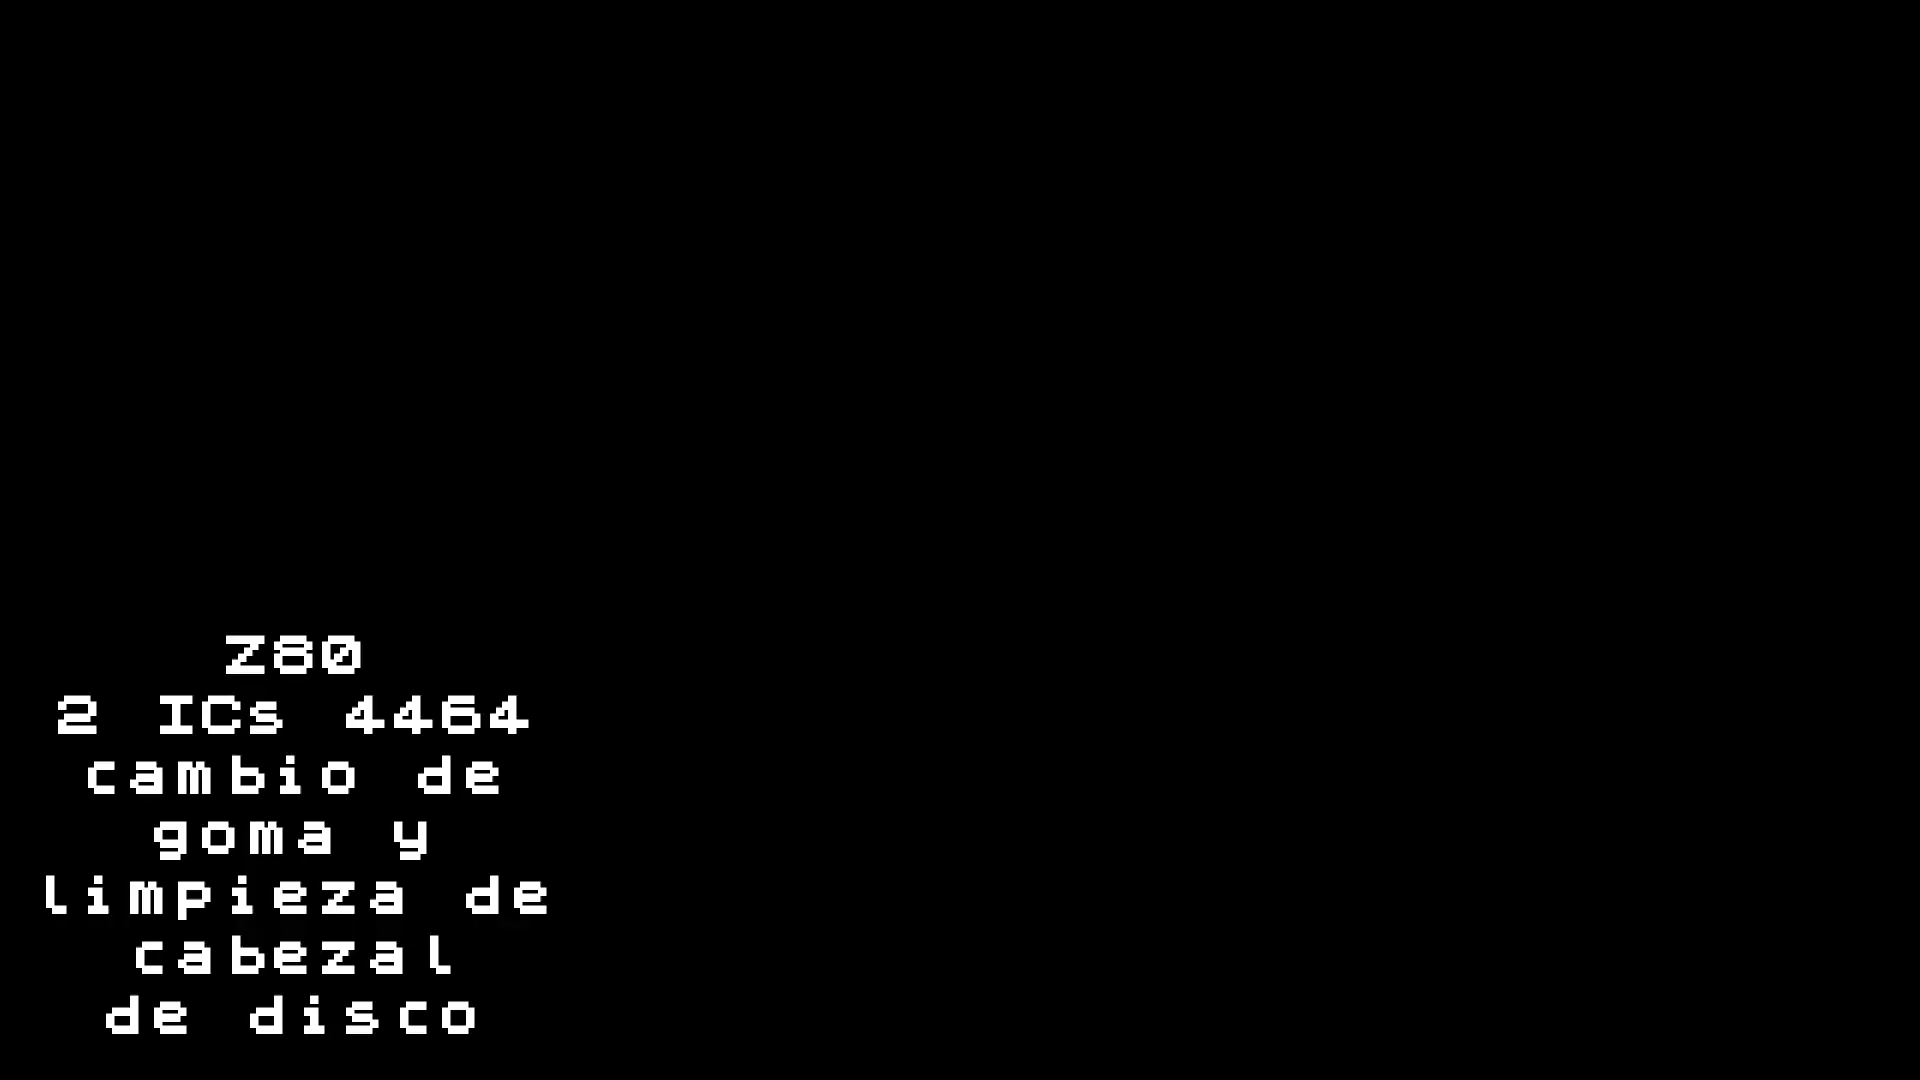 Z80
2 ICs 4464
cambio de
goma y
limpieza de
cabezal
de disco